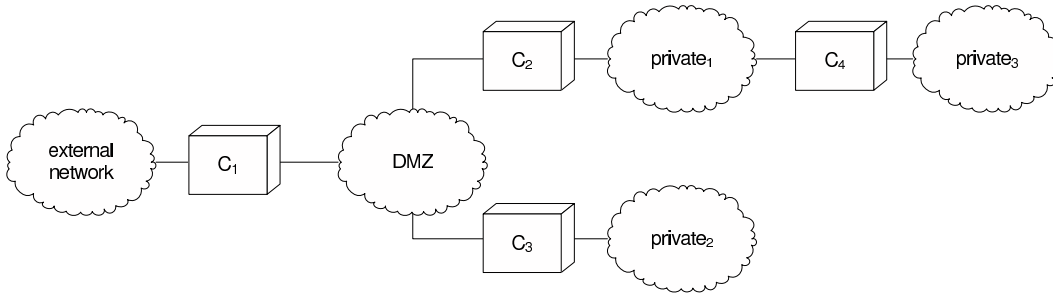 C₂
private₁
C₄
private₃
external
network
C₁
DMZ
C₃
private₂